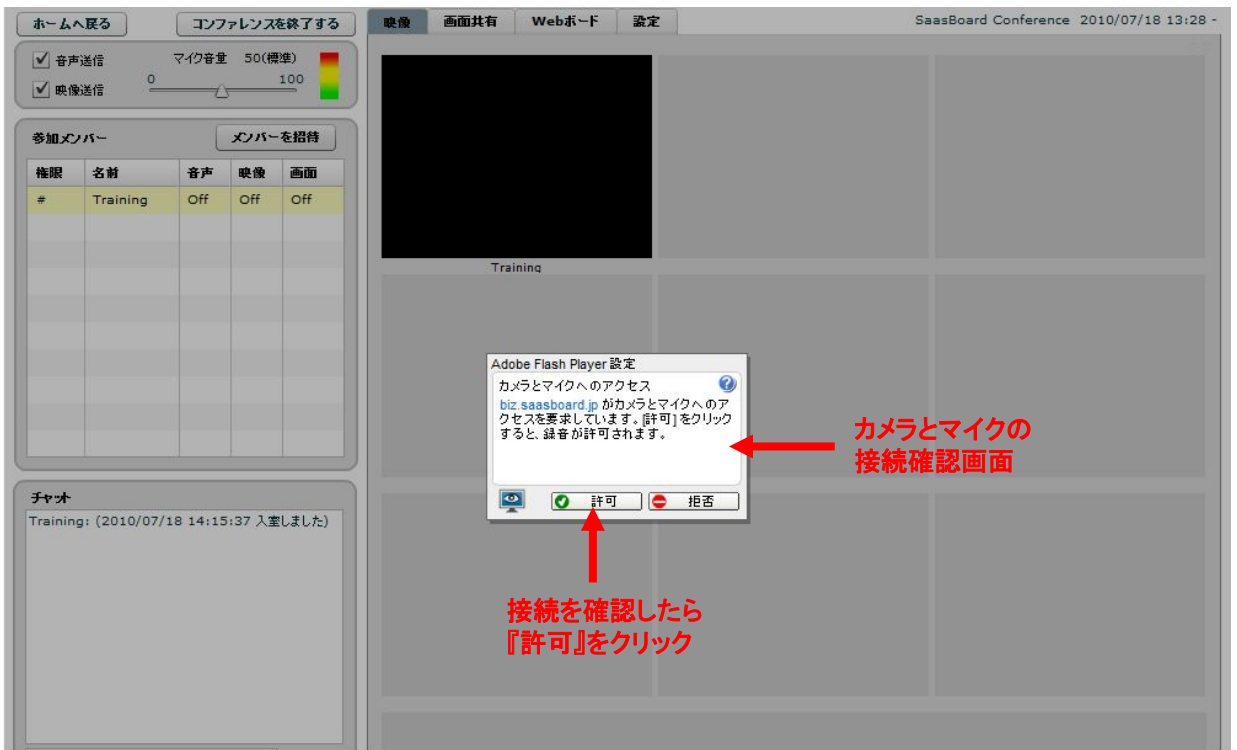 ホームへ戻る
コンファレンスを終了する
映像
画面共有
Webボード
設定
SaasBoard Conference 2010/07/18 13:28 -
音声送信
マイク音量 50(標準)
映像送信
0
100
参加メンバー
メンバーを招待
権限 名前 音声 映像 画面
# Training Off Off Off
Training
Adobe Flash Player 設定
カメラとマイクへのアクセス
biz.saasboard.jp がカメラとマイクへのア
クセスを要求しています。[許可] をクリック
すると、録音が許可されます。
許可
拒否
カメラとマイクの
接続確認画面
接続を確認したら
『許可』をクリック
チャット
Training: (2010/07/18 14:15:37 入室しました)